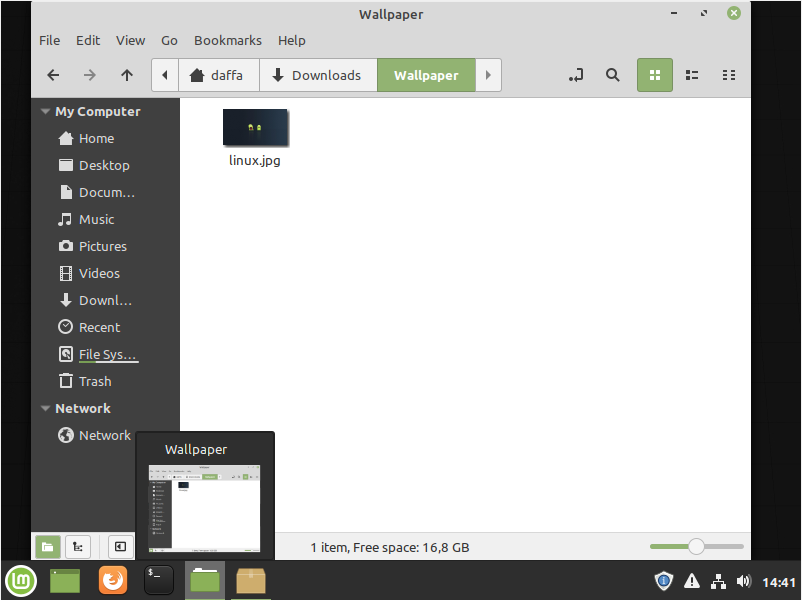 Wallpaper
File Edit View Go Bookmarks Help
daffa Downloads Wallpaper
My Computer
Home
Desktop
Docum...
Music
Pictures
Videos
Downl...
Recent
File Sys...
Trash
Network
Network
linux.jpg
Wallpaper
1 item, Free space: 16,8 GB
14:41